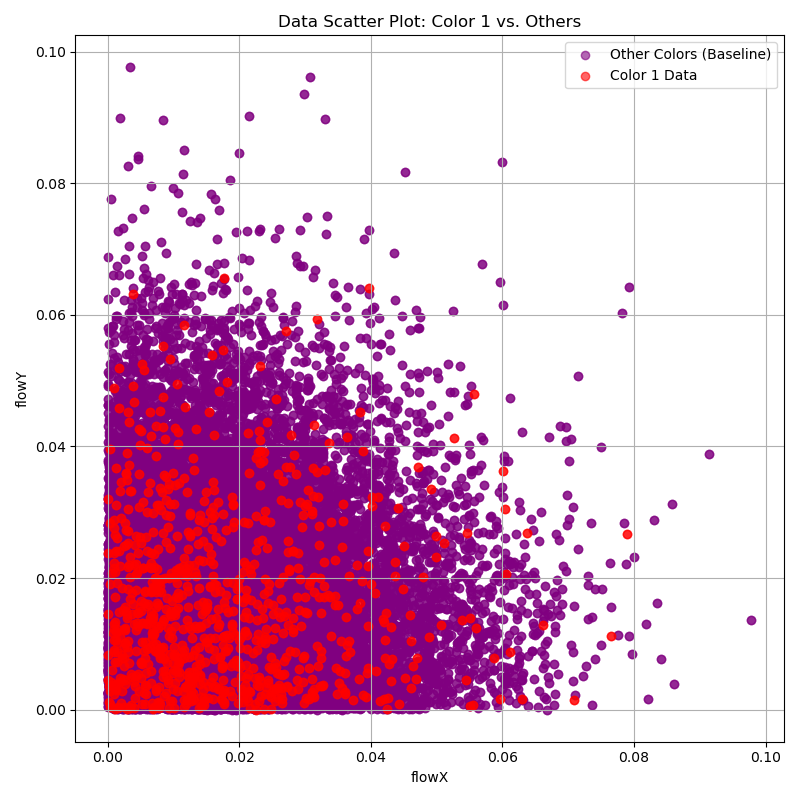 Data Scatter Plot: Color 1 vs. Others
Other Colors (Baseline)
Color 1 Data
flowY
0.10
0.08
0.06
0.04
0.02
0.00
0.00 0.02 0.04 0.06 0.08 0.10
flowX